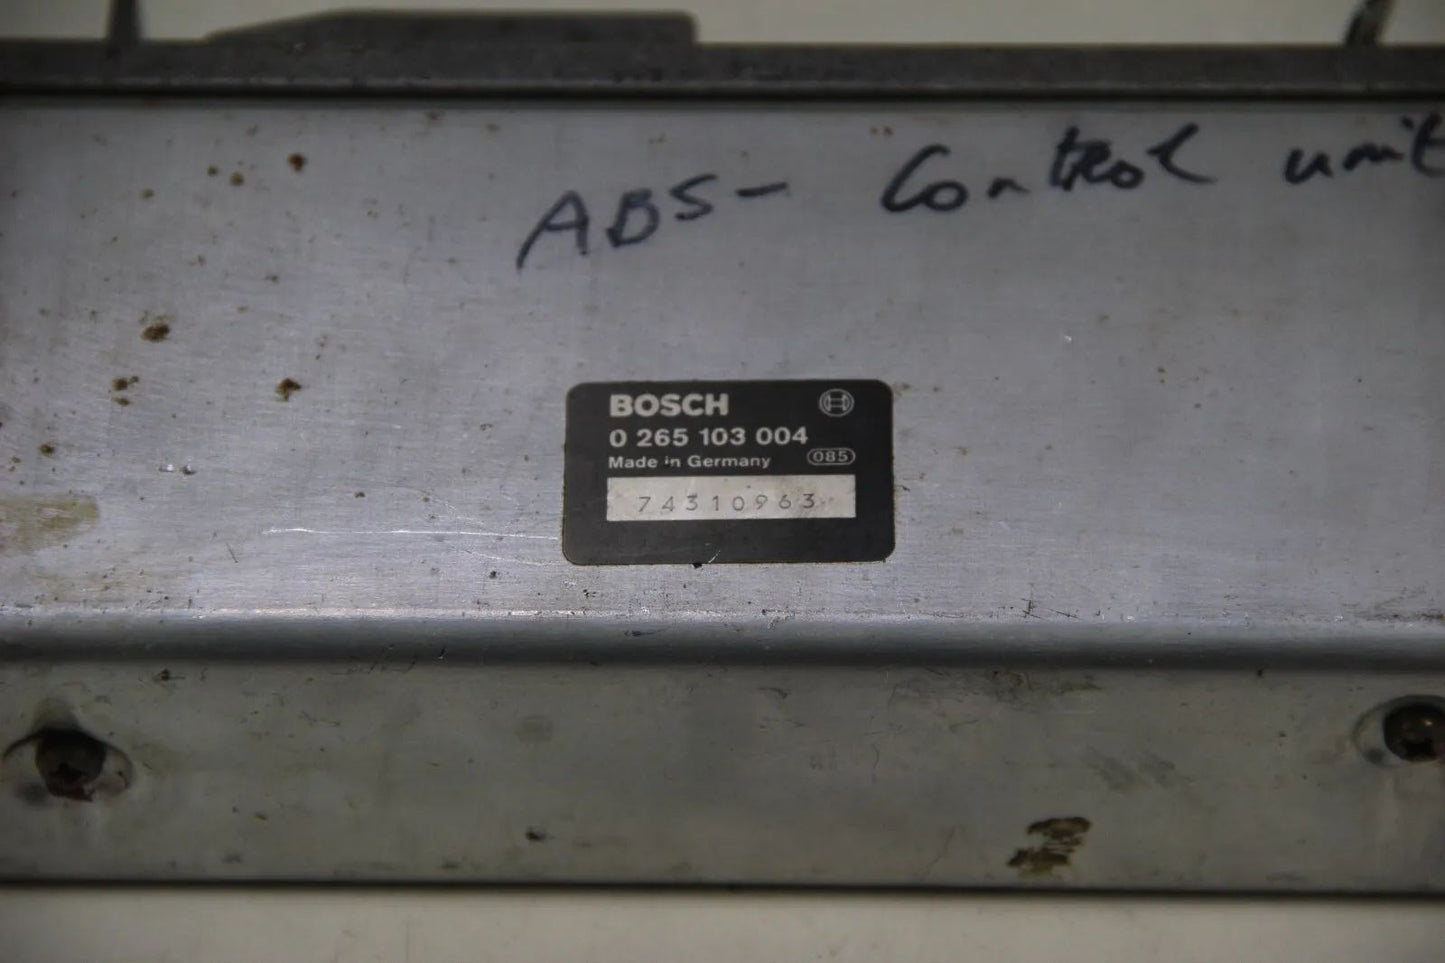 ABS - Control unit
BOSCH
0 265 103 004
Made in Germany 085
74310963